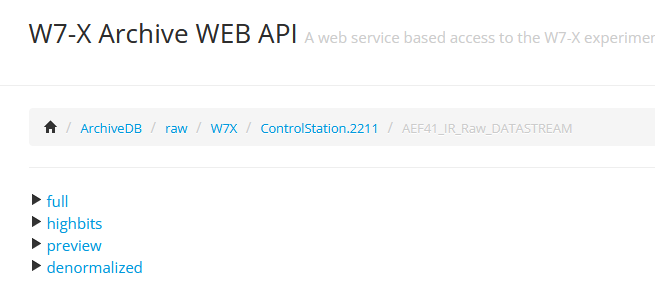 W7-X Archive WEB API A web service based access to the W7-X experimen
/ ArchiveDB / raw / W7X / ControlStation.2211 / AEF41_IR_Raw_DATASTREAM
full
highbits
preview
denormalized